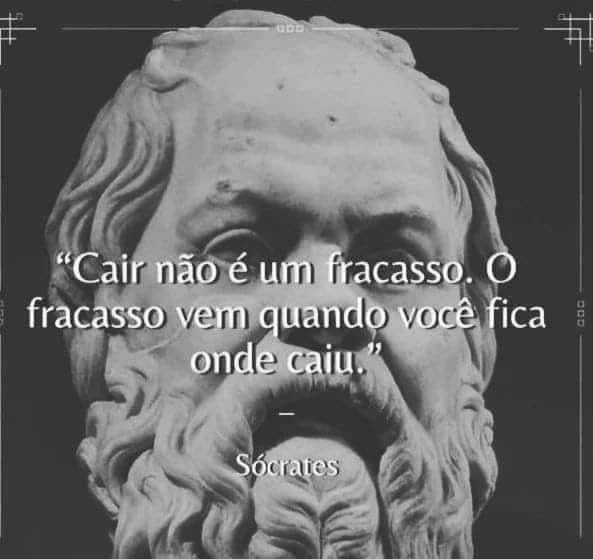 “Cair não é um fracasso. O
fracasso vem quando você fica
onde caiu.”
–
Sócrates